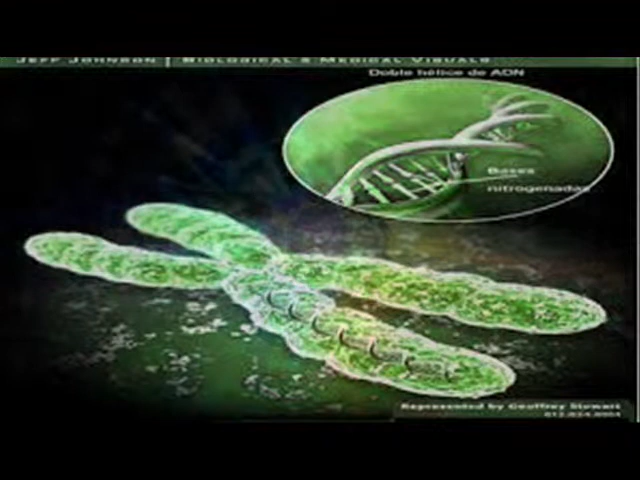 JEFF JOHNSON | BIOLOGICAL & MEDICAL VISUALS
Doble hélice de ADN
Bases
nitrogenadas
Represented by Geoffrey Stewart